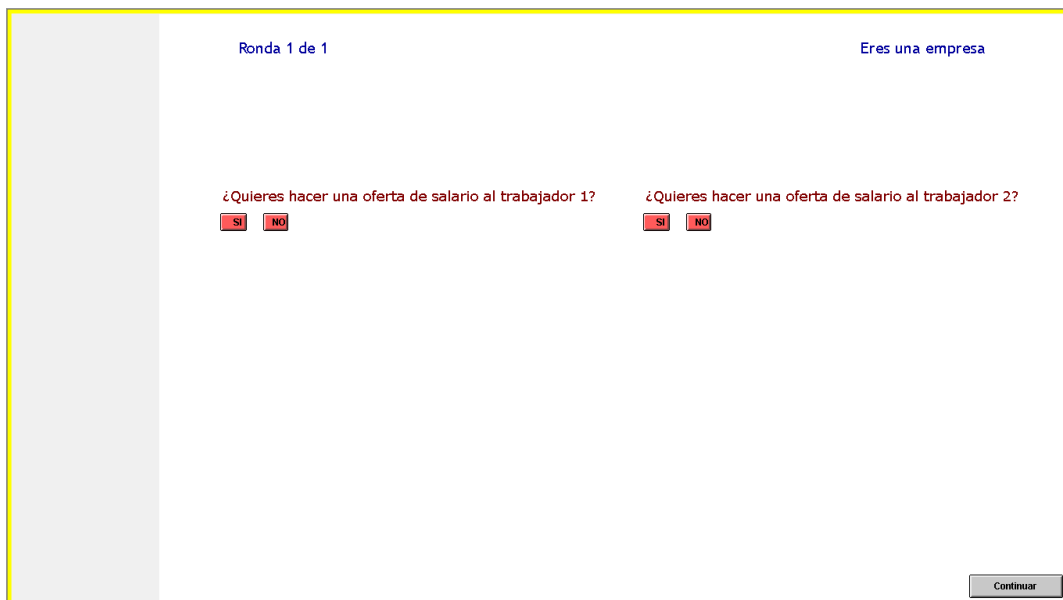 Ronda 1 de 1 Eres una empresa
¿Quieres hacer una oferta de salario al trabajador 1? ¿Quieres hacer una oferta de salario al trabajador 2?
SI NO SI NO
Continuar